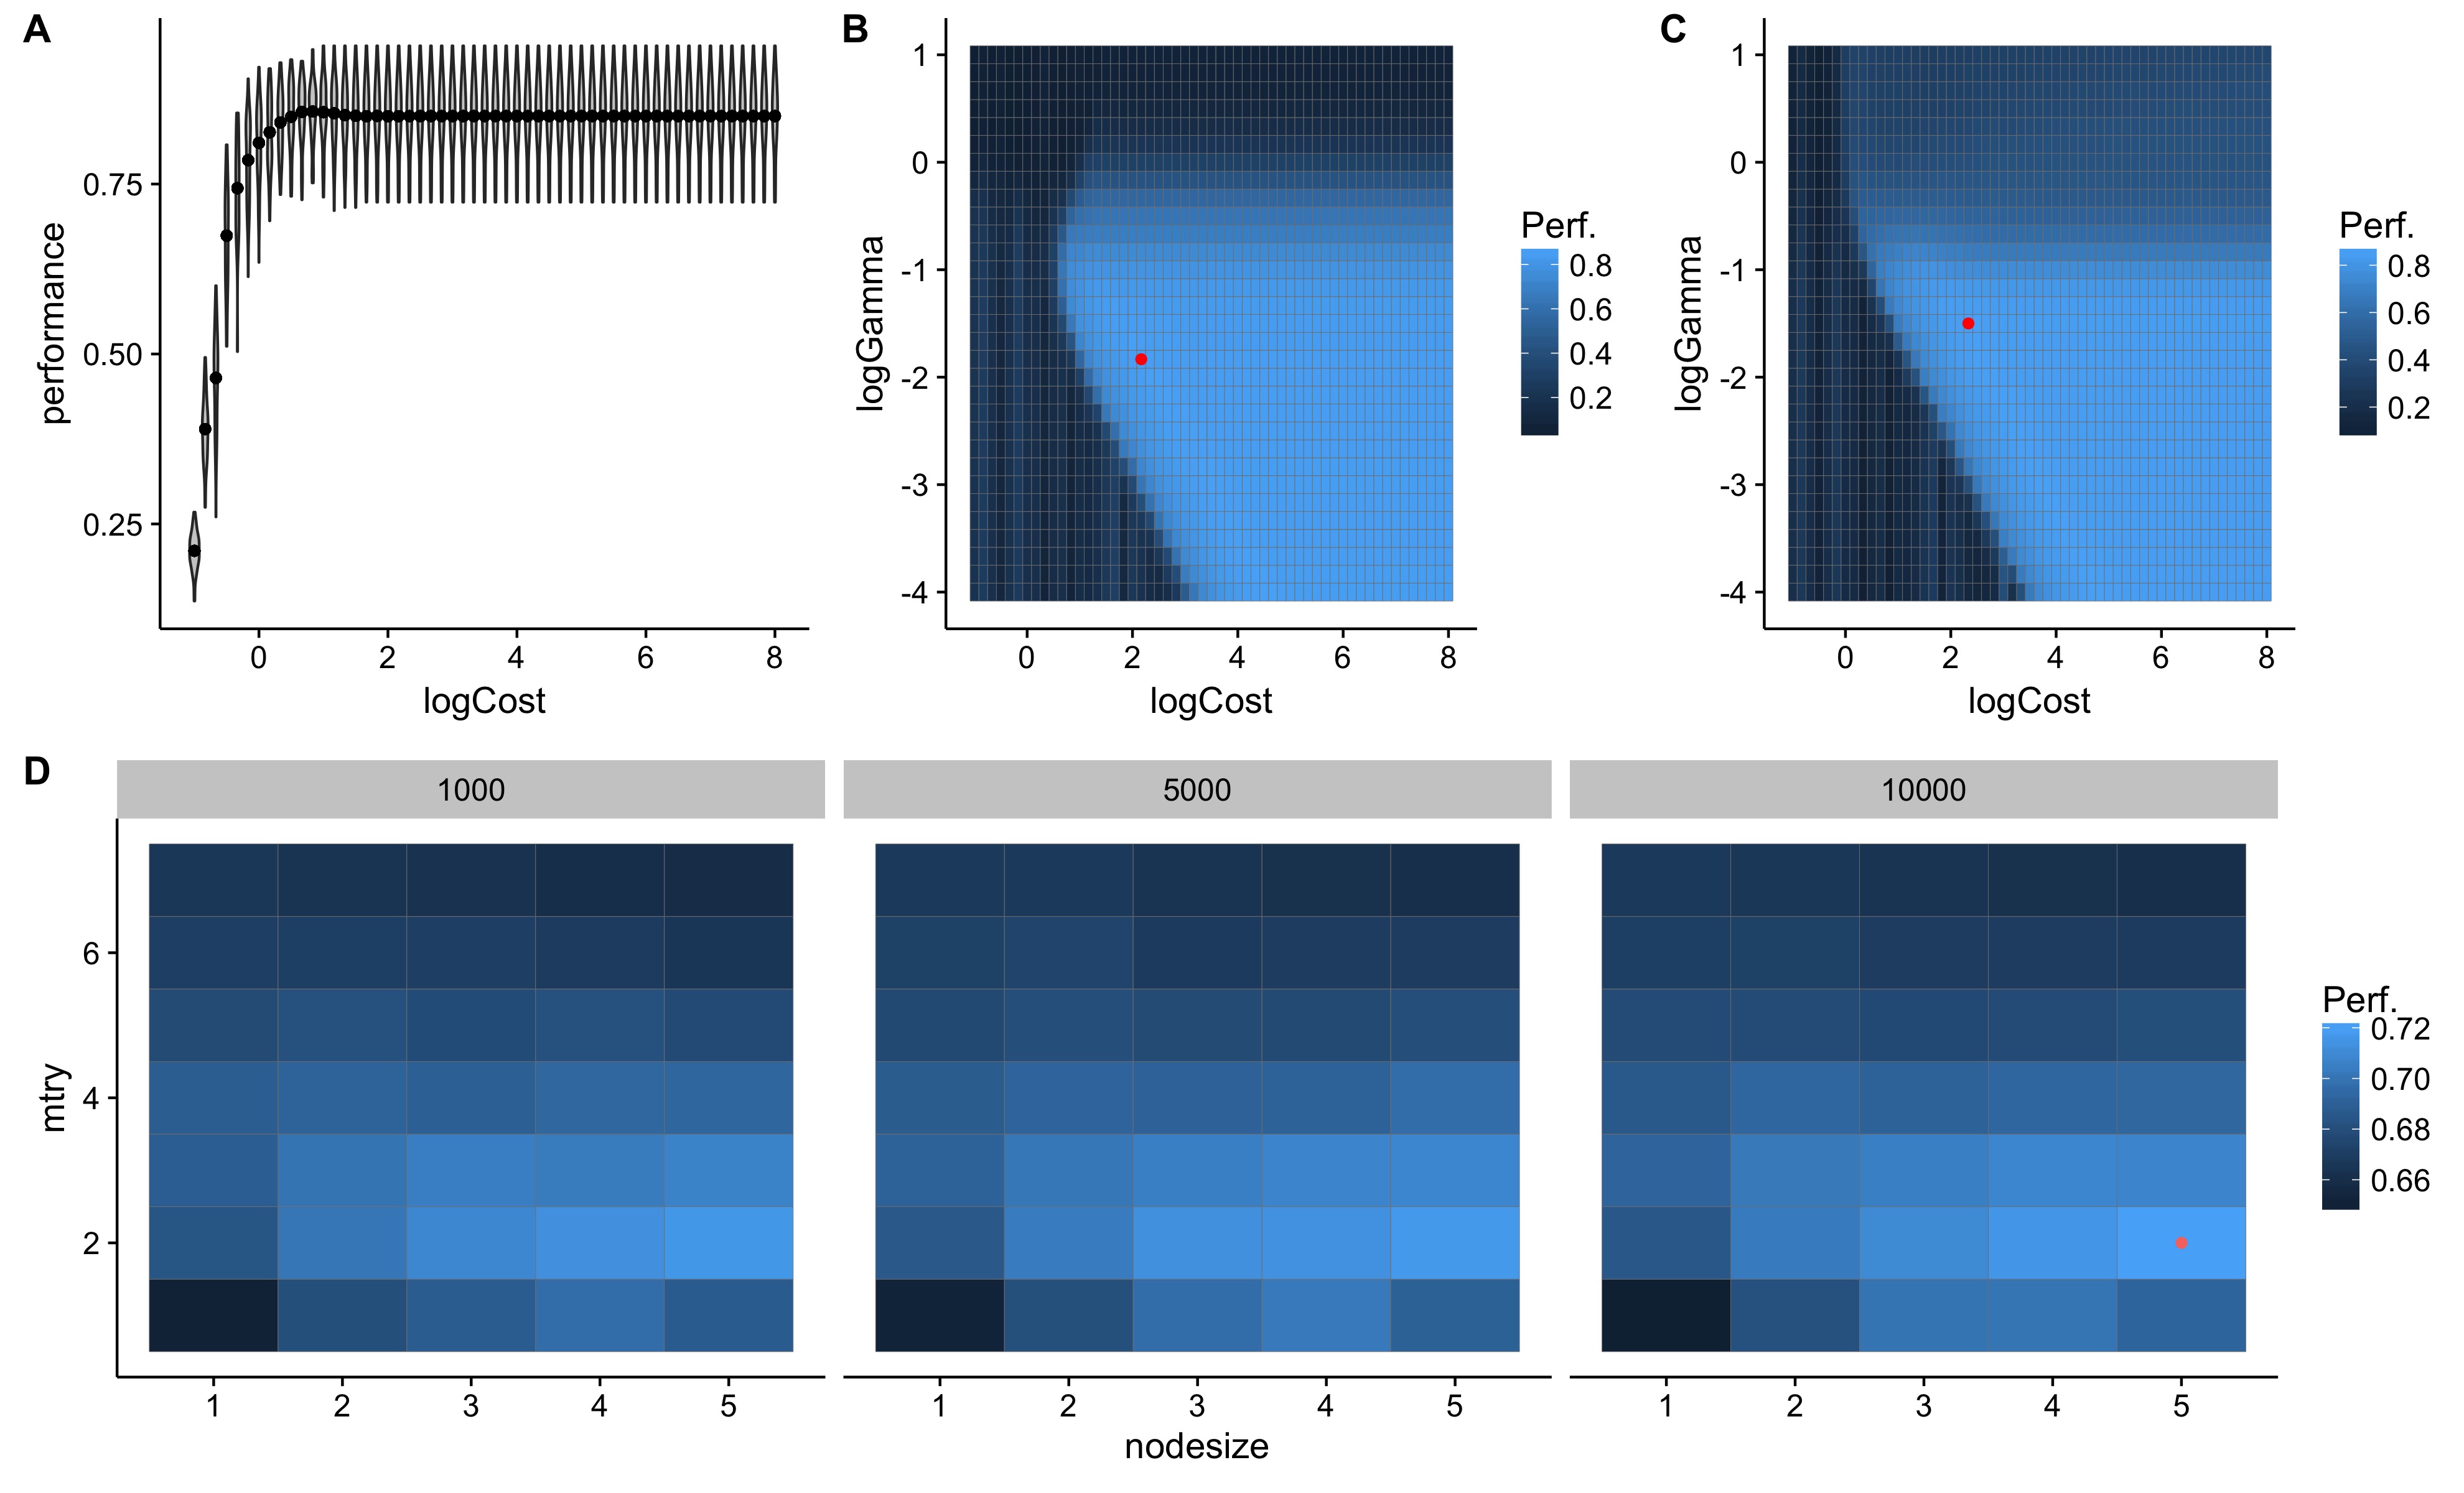 A
performance
0.75
0.50
0.25
0 2 4 6 8
logCost
B
logGamma
1
0
-1
-2
-3
-4
0 2 4 6 8
logCost
Perf.
0.8
0.6
0.4
0.2
C
logGamma
1
0
-1
-2
-3
-4
0 2 4 6 8
logCost
Perf.
0.8
0.6
0.4
0.2
D
1000 5000 10000
mtry
6
4
2
1 2 3 4 5 1 2 3 4 5 1 2 3 4 5
nodesize
Perf.
0.72
0.70
0.68
0.66